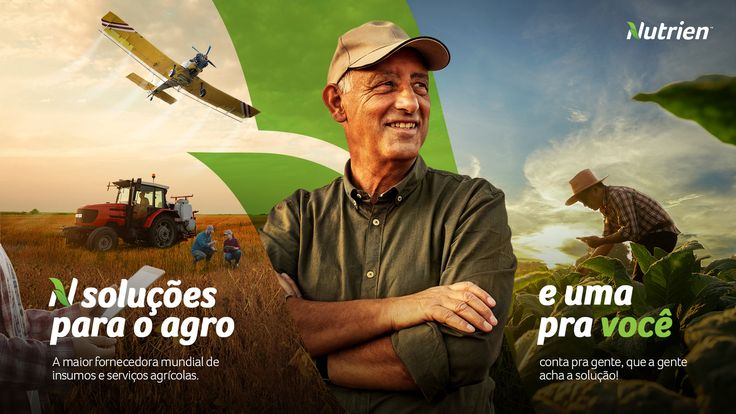 Nutrien
N soluções
para o agro
A maior fornecedora mundial de
insumos e serviços agrícolas.
e uma
pra você
conta pra gente, que a gente
acha a solução!